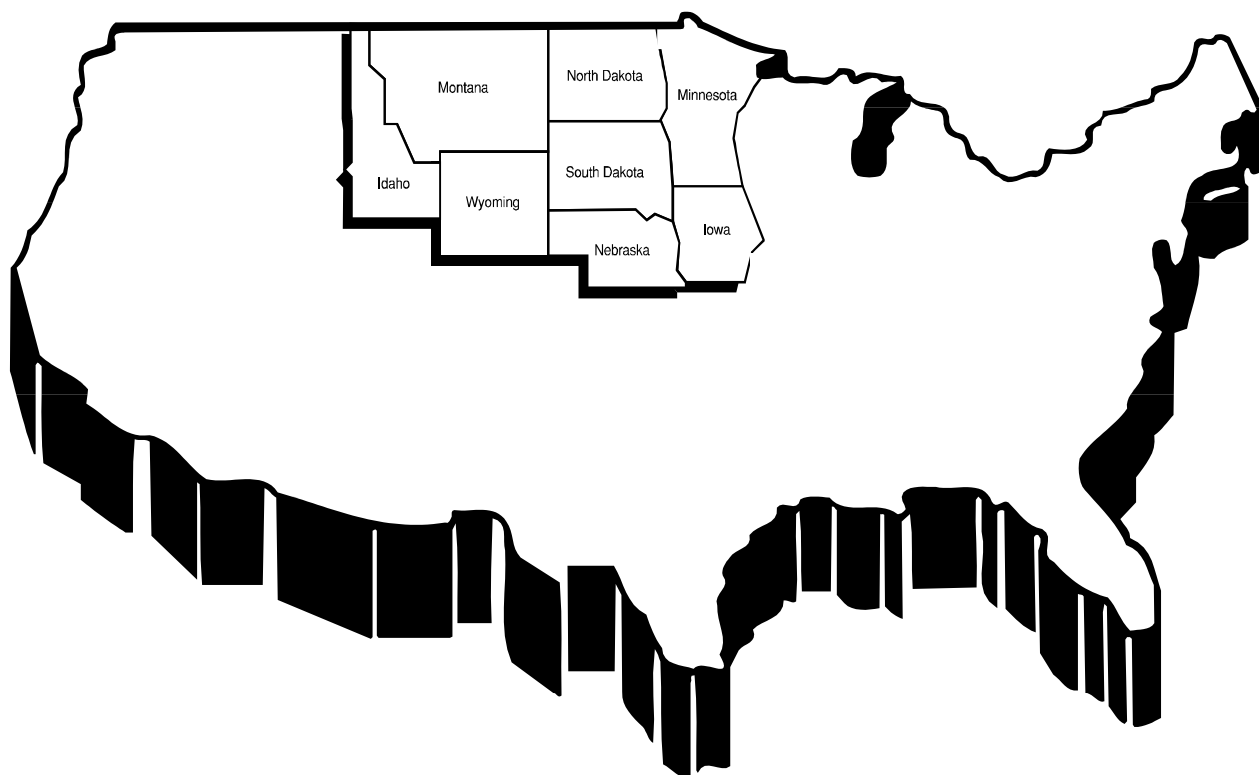 Montana
North Dakota
Minnesota
Idaho
South Dakota
Wyoming
Iowa
Nebraska